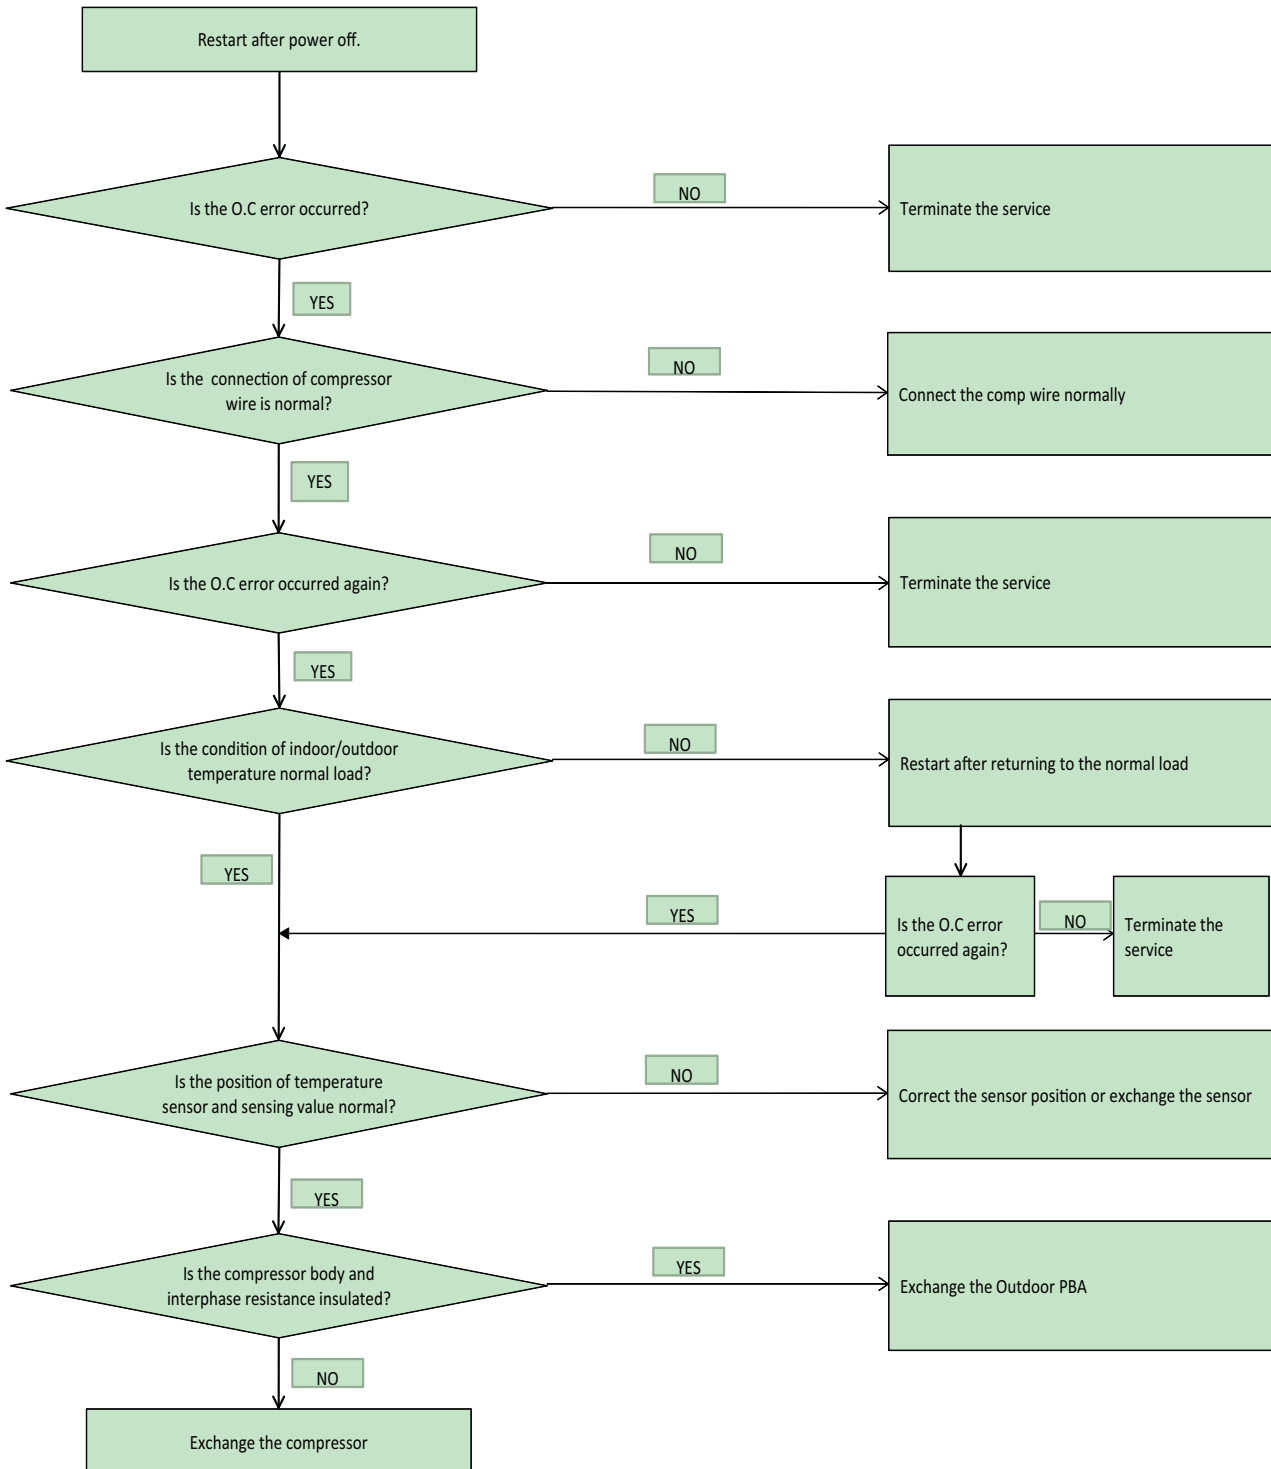 Restart after power off.
Is the O.C error occurred?
NO
Terminate the service
YES
Is the  connection of compressor
wire is normal?
NO
Connect the comp wire normally
YES
Is the O.C error occurred again?
NO
Terminate the service
YES
Is the condition of indoor/outdoor
temperature normal load?
NO
Restart after returning to the normal load
YES
YES
Is the O.C error
occurred again?
NO
Terminate the
service
Is the position of temperature
sensor and sensing value normal?
NO
Correct the sensor position or exchange the sensor
YES
Is the compressor body and
interphase resistance insulated?
YES
Exchange the Outdoor PBA
NO
Exchange the compressor